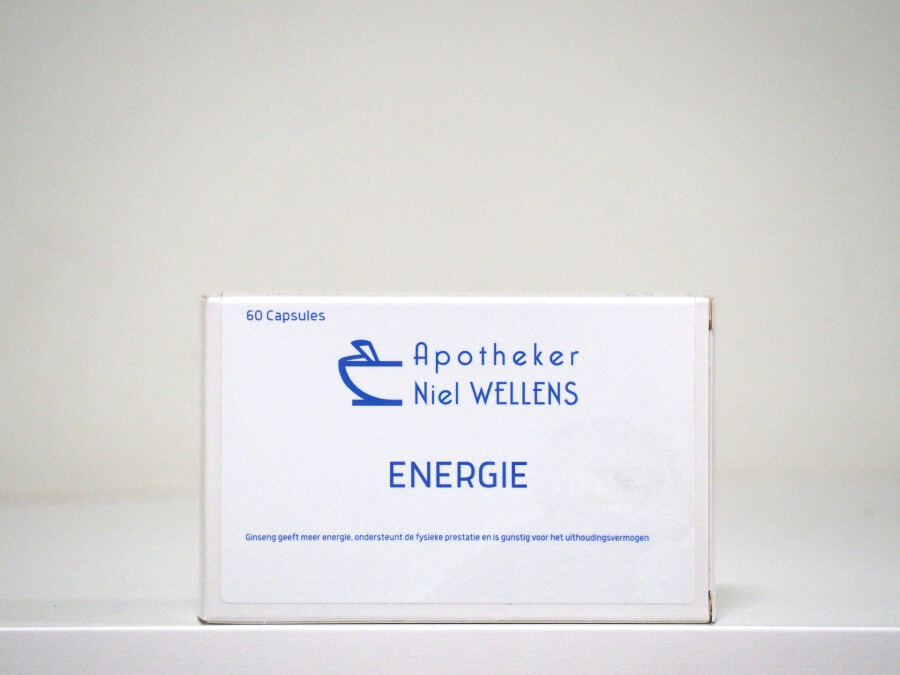 60 Capsules
Apotheker
Niel WELLENS
ENERGIE
Ginseng geeft meer energie, ondersteunt de fysieke prestatie en is gunstig voor het uithoudingsvermogen